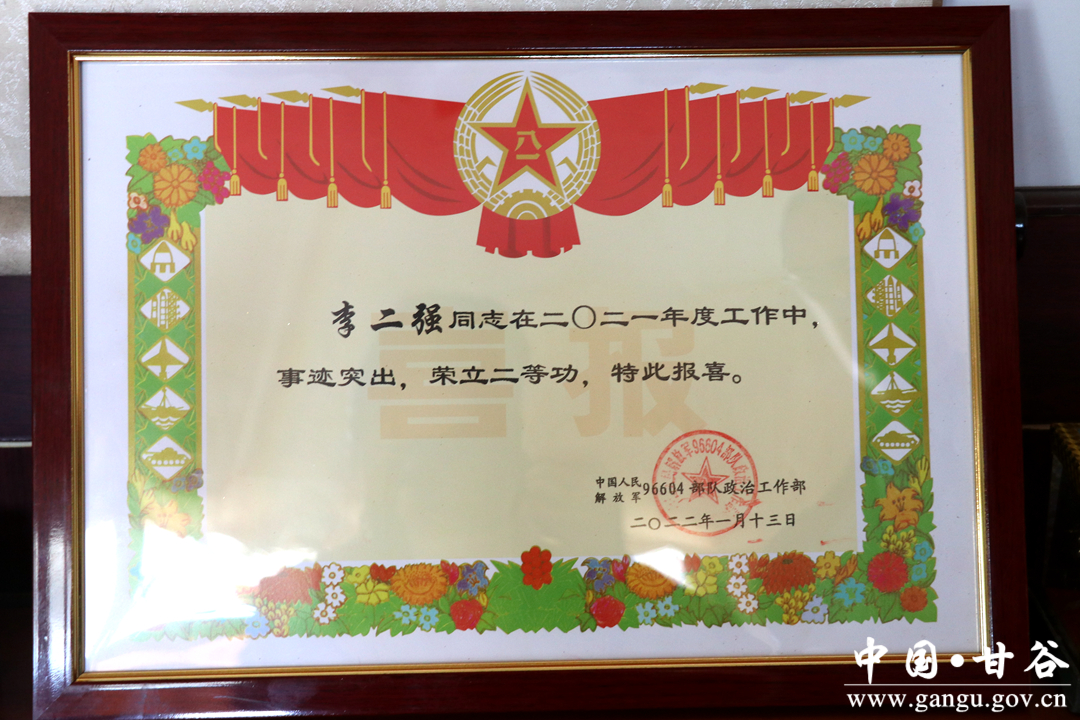 八一
喜报
李二强同志在二〇二一年度工作中，
事迹突出，荣立二等功，特此报喜。
中国人民
解放军 96604部队政治工作部
二〇二二年一月十三日
中国·甘谷
www.gangu.gov.cn